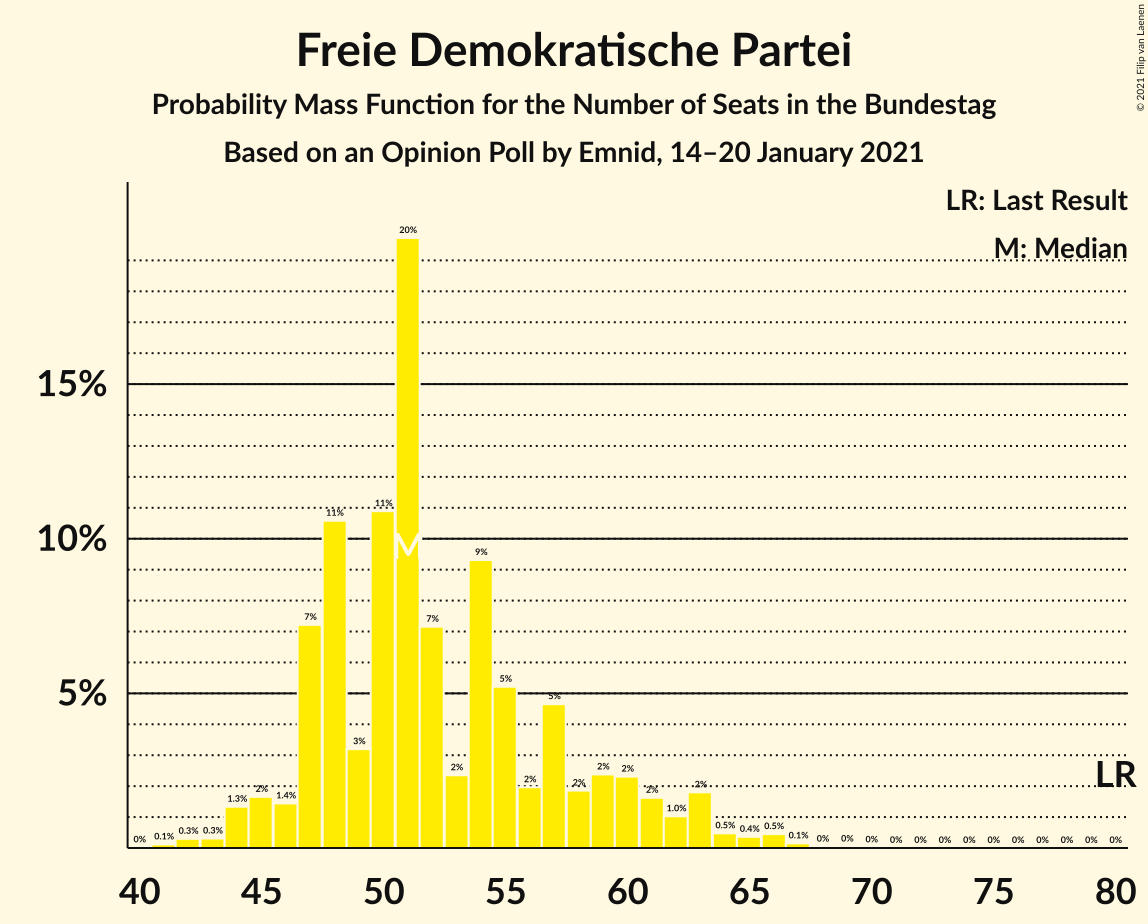 Freie Demokratische Partei
Probability Mass Function for the Number of Seats in the Bundestag
Based on an Opinion Poll by Emnid, 14–20 January 2021
© 2021 Filip van Laenen
LR: Last Result
M: Median
20%
15%
11% 11%
10%
M
9%
7% 7%
5%
5% 5%
3%
2% 2% 2% 2% 2% 2% 2%
LR
1.3% 2% 1.4% 1.0%
0% 0.1% 0.3% 0.3% 0.5% 0.4% 0.5% 0.1% 0% 0% 0% 0% 0% 0% 0% 0% 0% 0% 0% 0% 0%
40 45 50 55 60 65 70 75 80